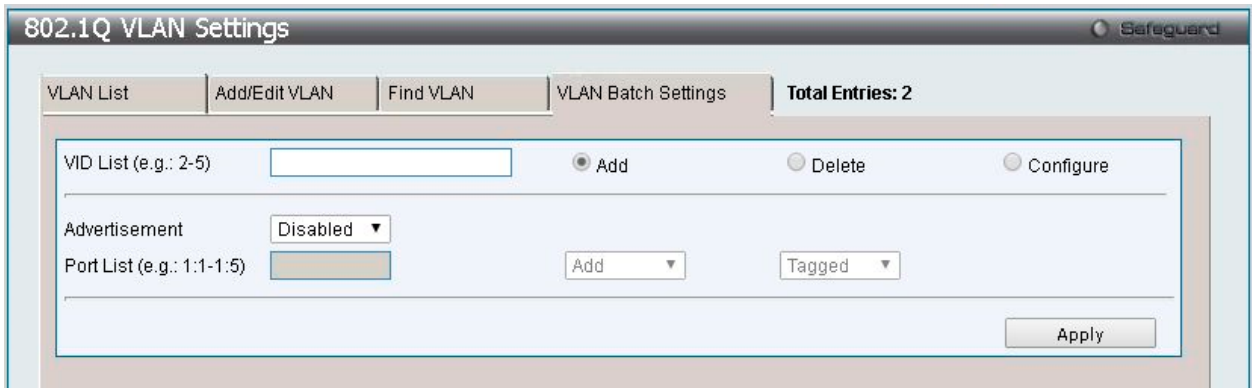 802.1Q VLAN Settings
Safeguard
VLAN List Add/Edit VLAN Find VLAN VLAN Batch Settings Total Entries: 2
VID List (e.g.: 2-5) Add Delete Configure
Advertisement Disabled
Port List (e.g.: 1:1-1:5) Add Tagged
Apply